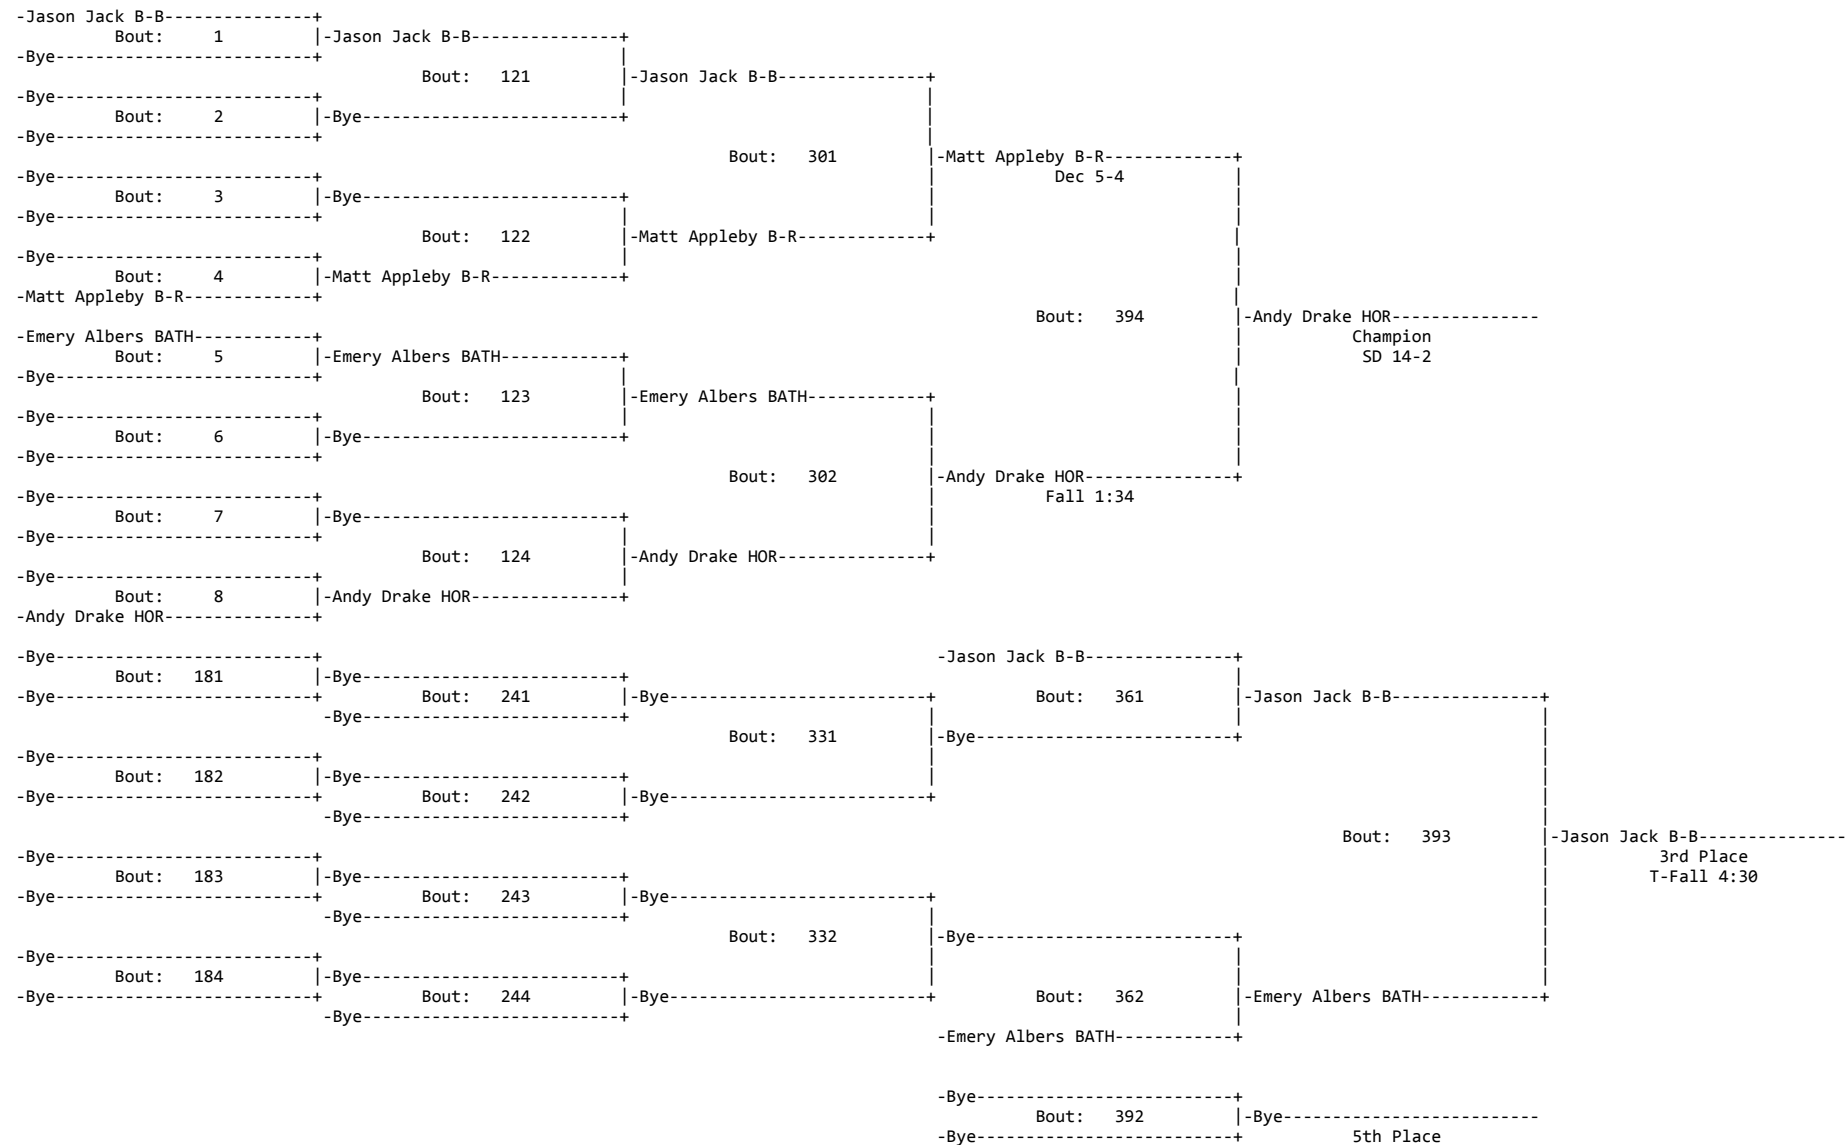 -Jason Jack B-B---------------+
Bout: 1 |-Jason Jack B-B---------------+
-Bye--------------------------+ |
Bout: 121 |-Jason Jack B-B---------------+
-Bye--------------------------+ | |
Bout: 2 |-Bye--------------------------+ |
-Bye--------------------------+ |
Bout: 301 |-Matt Appleby B-R-------------+
-Bye--------------------------+ | Dec 5-4 |
Bout: 3 |-Bye--------------------------+ | |
-Bye--------------------------+ | | |
Bout: 122 |-Matt Appleby B-R-------------+ |
-Bye--------------------------+ | |
Bout: 4 |-Matt Appleby B-R-------------+ |
-Matt Appleby B-R-------------+ |
Bout: 394 |-Andy Drake HOR---------------
-Emery Albers BATH------------+ | Champion
Bout: 5 |-Emery Albers BATH------------+ | SD 14-2
-Bye--------------------------+ | |
Bout: 123 |-Emery Albers BATH------------+ |
-Bye--------------------------+ | | |
Bout: 6 |-Bye--------------------------+ | |
-Bye--------------------------+ | |
Bout: 302 |-Andy Drake HOR---------------+
-Bye--------------------------+ | Fall 1:34
Bout: 7 |-Bye--------------------------+ |
-Bye--------------------------+ | |
Bout: 124 |-Andy Drake HOR---------------+
-Bye--------------------------+ |
Bout: 8 |-Andy Drake HOR---------------+
-Andy Drake HOR---------------+
-Bye--------------------------+ -Jason Jack B-B---------------+
Bout: 181 |-Bye--------------------------+ |
-Bye--------------------------+ Bout: 241 |-Bye--------------------------+ Bout: 361 |-Jason Jack B-B---------------+
-Bye--------------------------+ | | |
Bout: 331 |-Bye--------------------------+ |
-Bye--------------------------+ | |
Bout: 182 |-Bye--------------------------+ | |
-Bye--------------------------+ Bout: 242 |-Bye--------------------------+ |
-Bye--------------------------+ |
Bout: 393 |-Jason Jack B-B---------------
-Bye--------------------------+ | 3rd Place
Bout: 183 |-Bye--------------------------+ | T-Fall 4:30
-Bye--------------------------+ Bout: 243 |-Bye--------------------------+ |
-Bye--------------------------+ | |
Bout: 332 |-Bye--------------------------+ |
-Bye--------------------------+ | | |
Bout: 184 |-Bye--------------------------+ | | |
-Bye--------------------------+ Bout: 244 |-Bye--------------------------+ Bout: 362 |-Emery Albers BATH------------+
-Bye--------------------------+ |
-Emery Albers BATH------------+
-Bye--------------------------+
Bout: 392 |-Bye--------------------------
-Bye--------------------------+ 5th Place